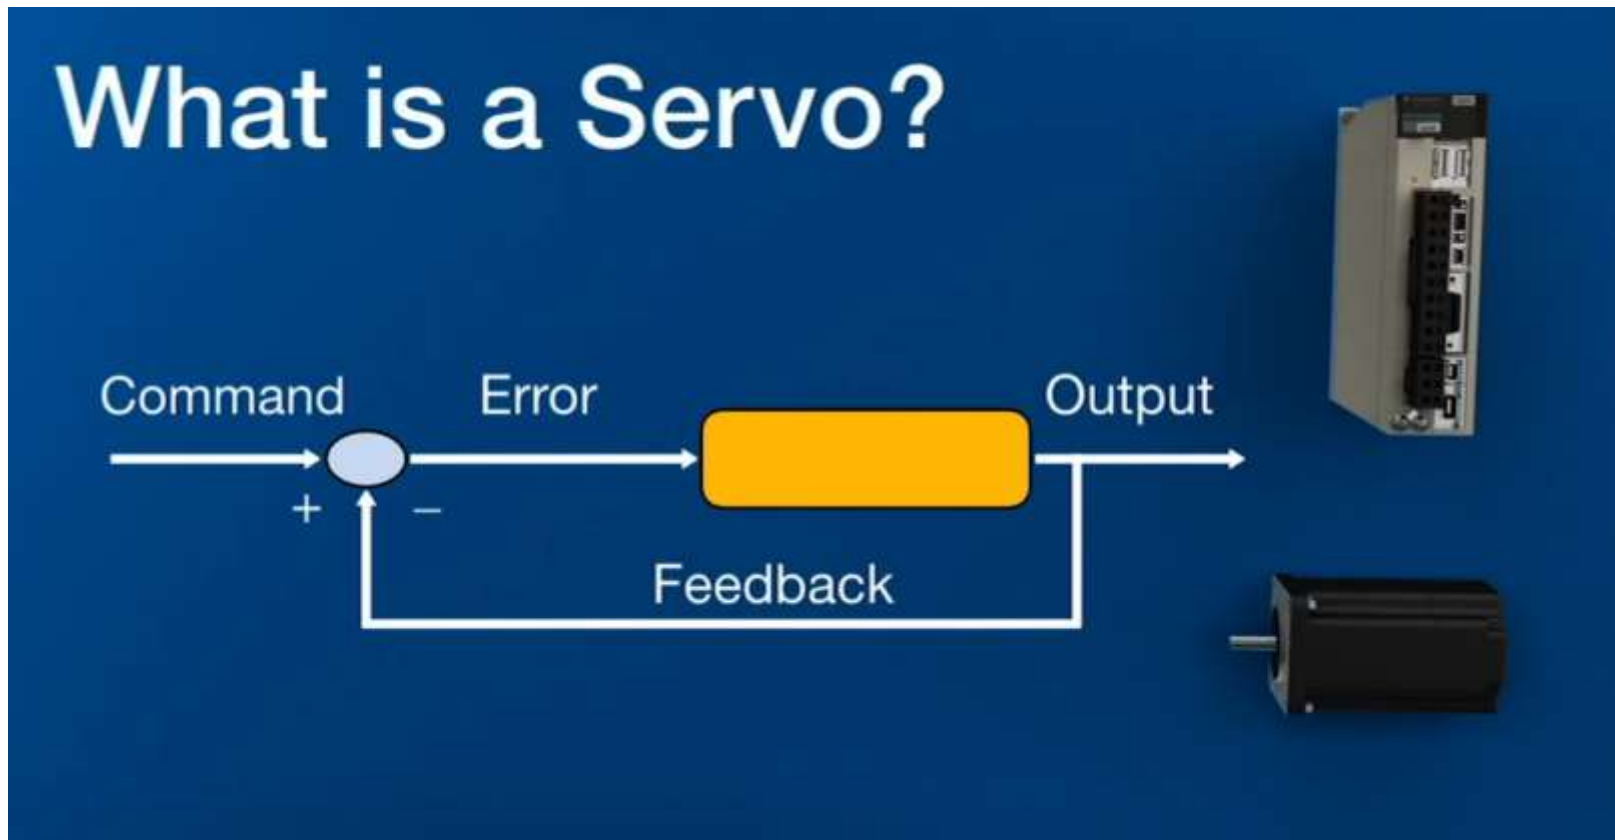 What is a Servo?
Command
Error
Output
+
–
Feedback